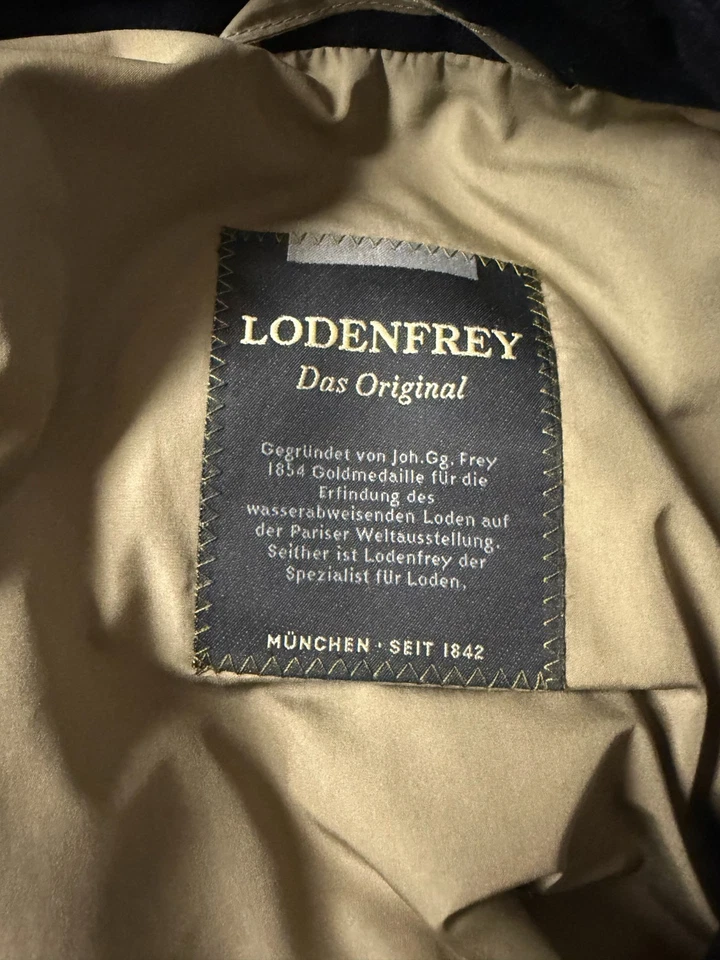 LODENFREY
Das Original
Gegründet von Joh.Gg. Frey
1854 Goldmedaille für die
Erfindung des
wasserabweisenden Loden auf
der Pariser Weltausstellung.
Seither ist Lodenfrey der
Spezialist für Loden.
MÜNCHEN · SEIT 1842